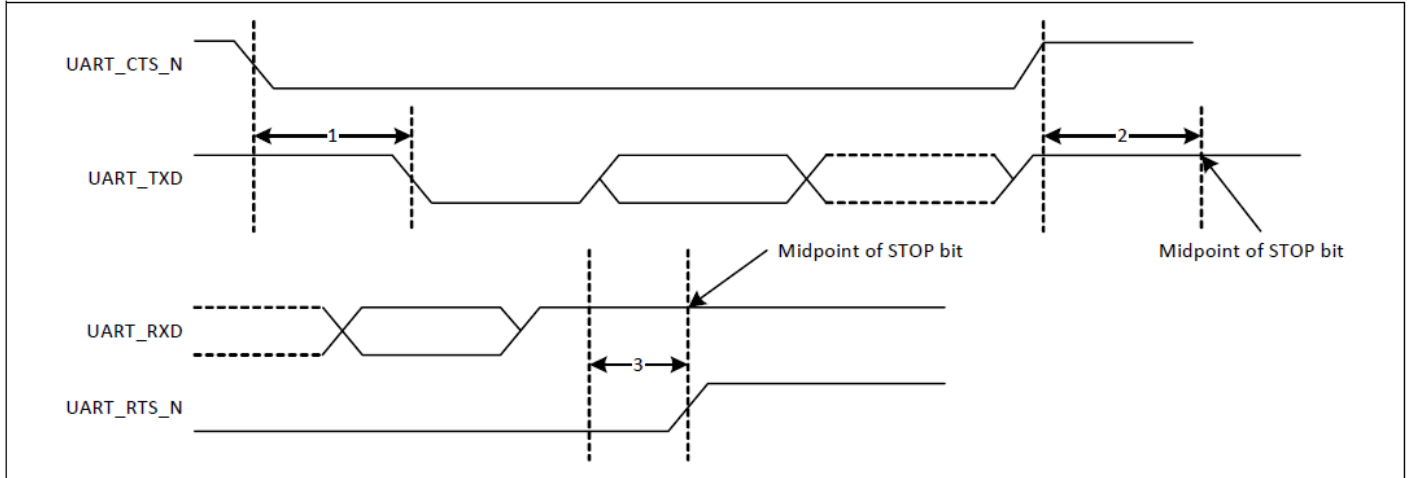 UART_CTS_N
1
2
UART_TXD
Midpoint of STOP bit
Midpoint of STOP bit
UART_RXD
3
UART_RTS_N